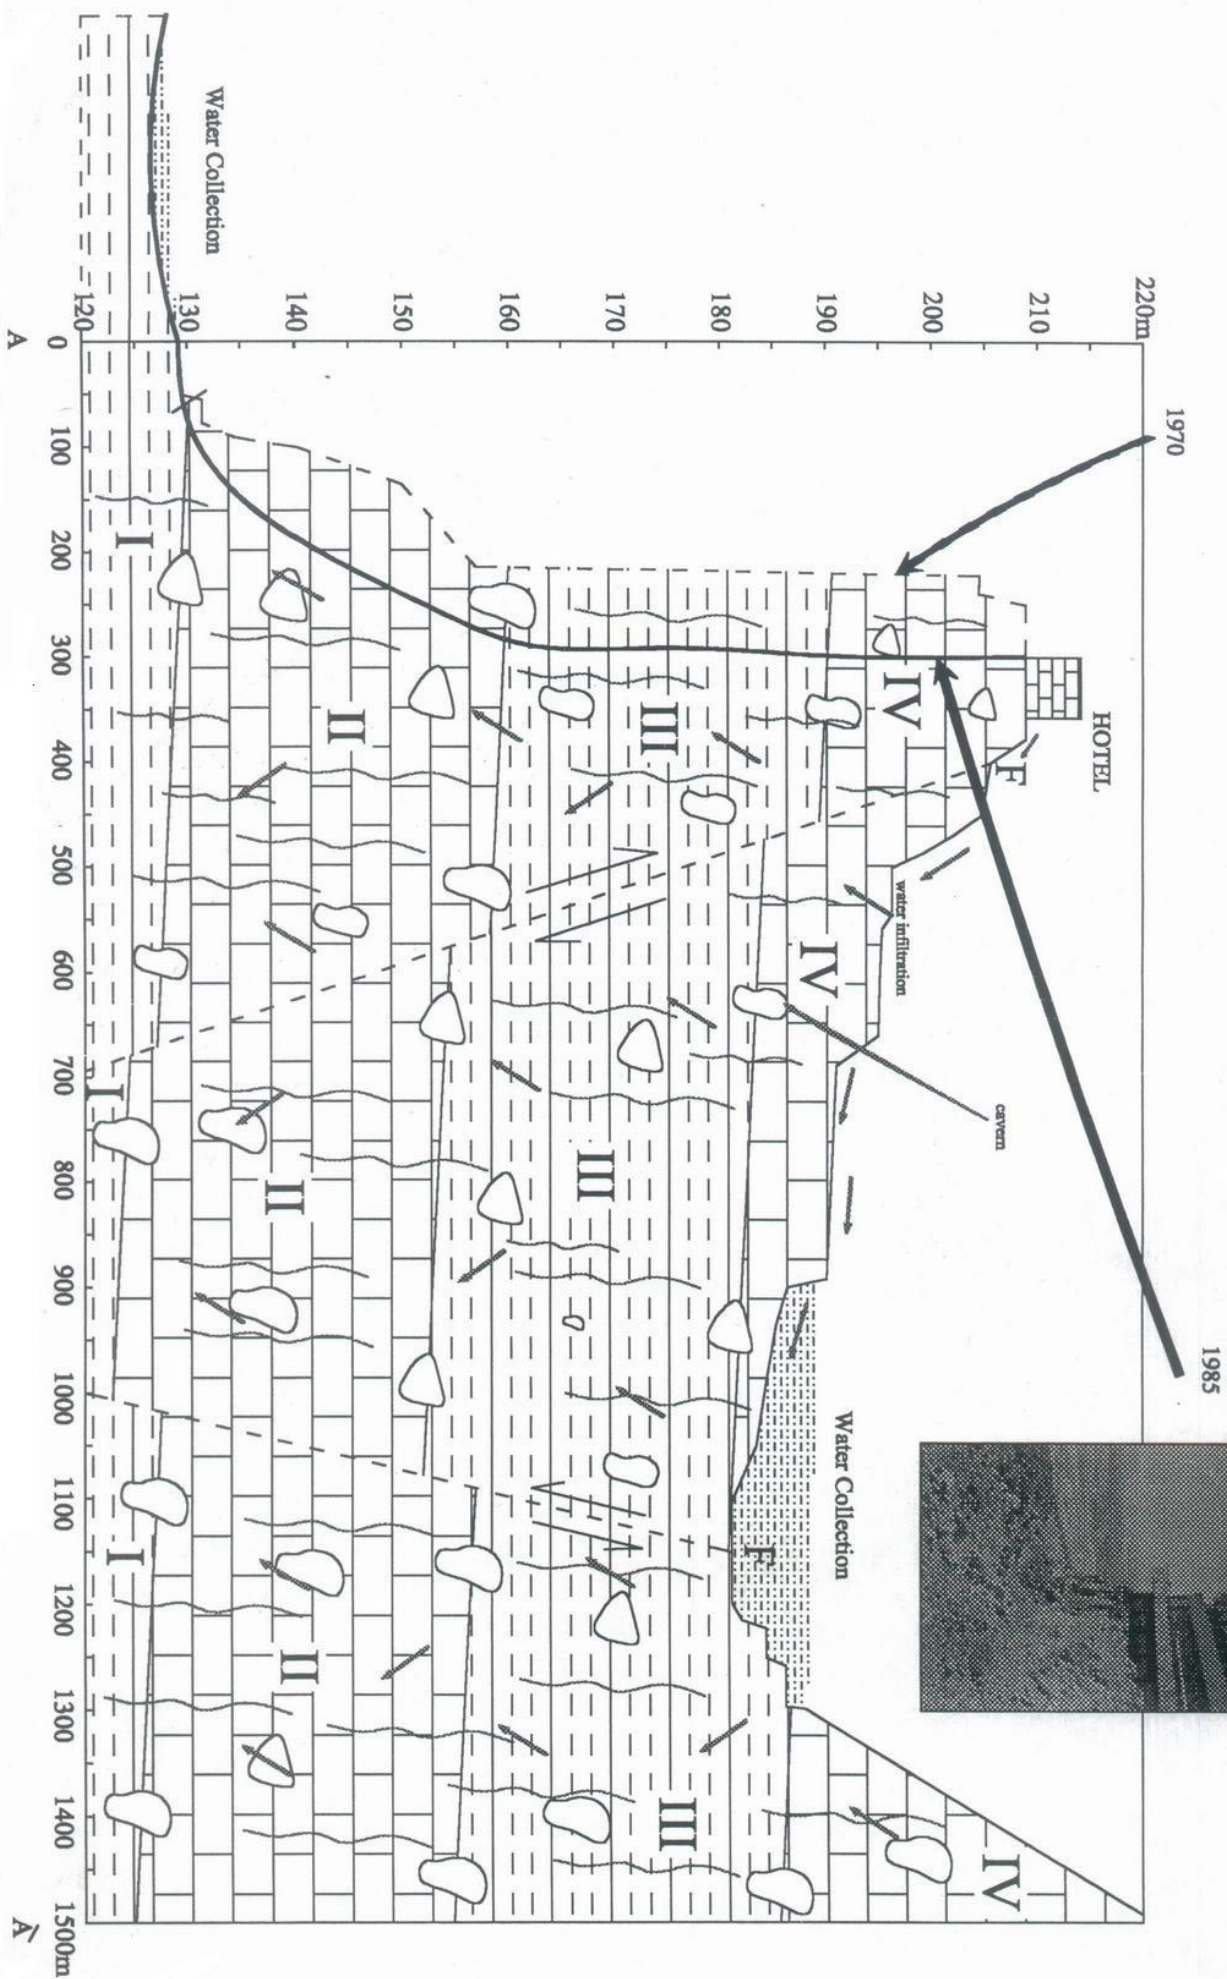 220m
210
200
190
180
170
160
150
140
130
120
1970
1985
HOTEL
F
IV
IV
IV
water infiltration
cavern
Water Collection
Water Collection
F
III
III
III
II
II
II
I
I
I
0
100
200
300
400
500
600
700
800
900
1000
1100
1200
1300
1400
1500m
A
A/